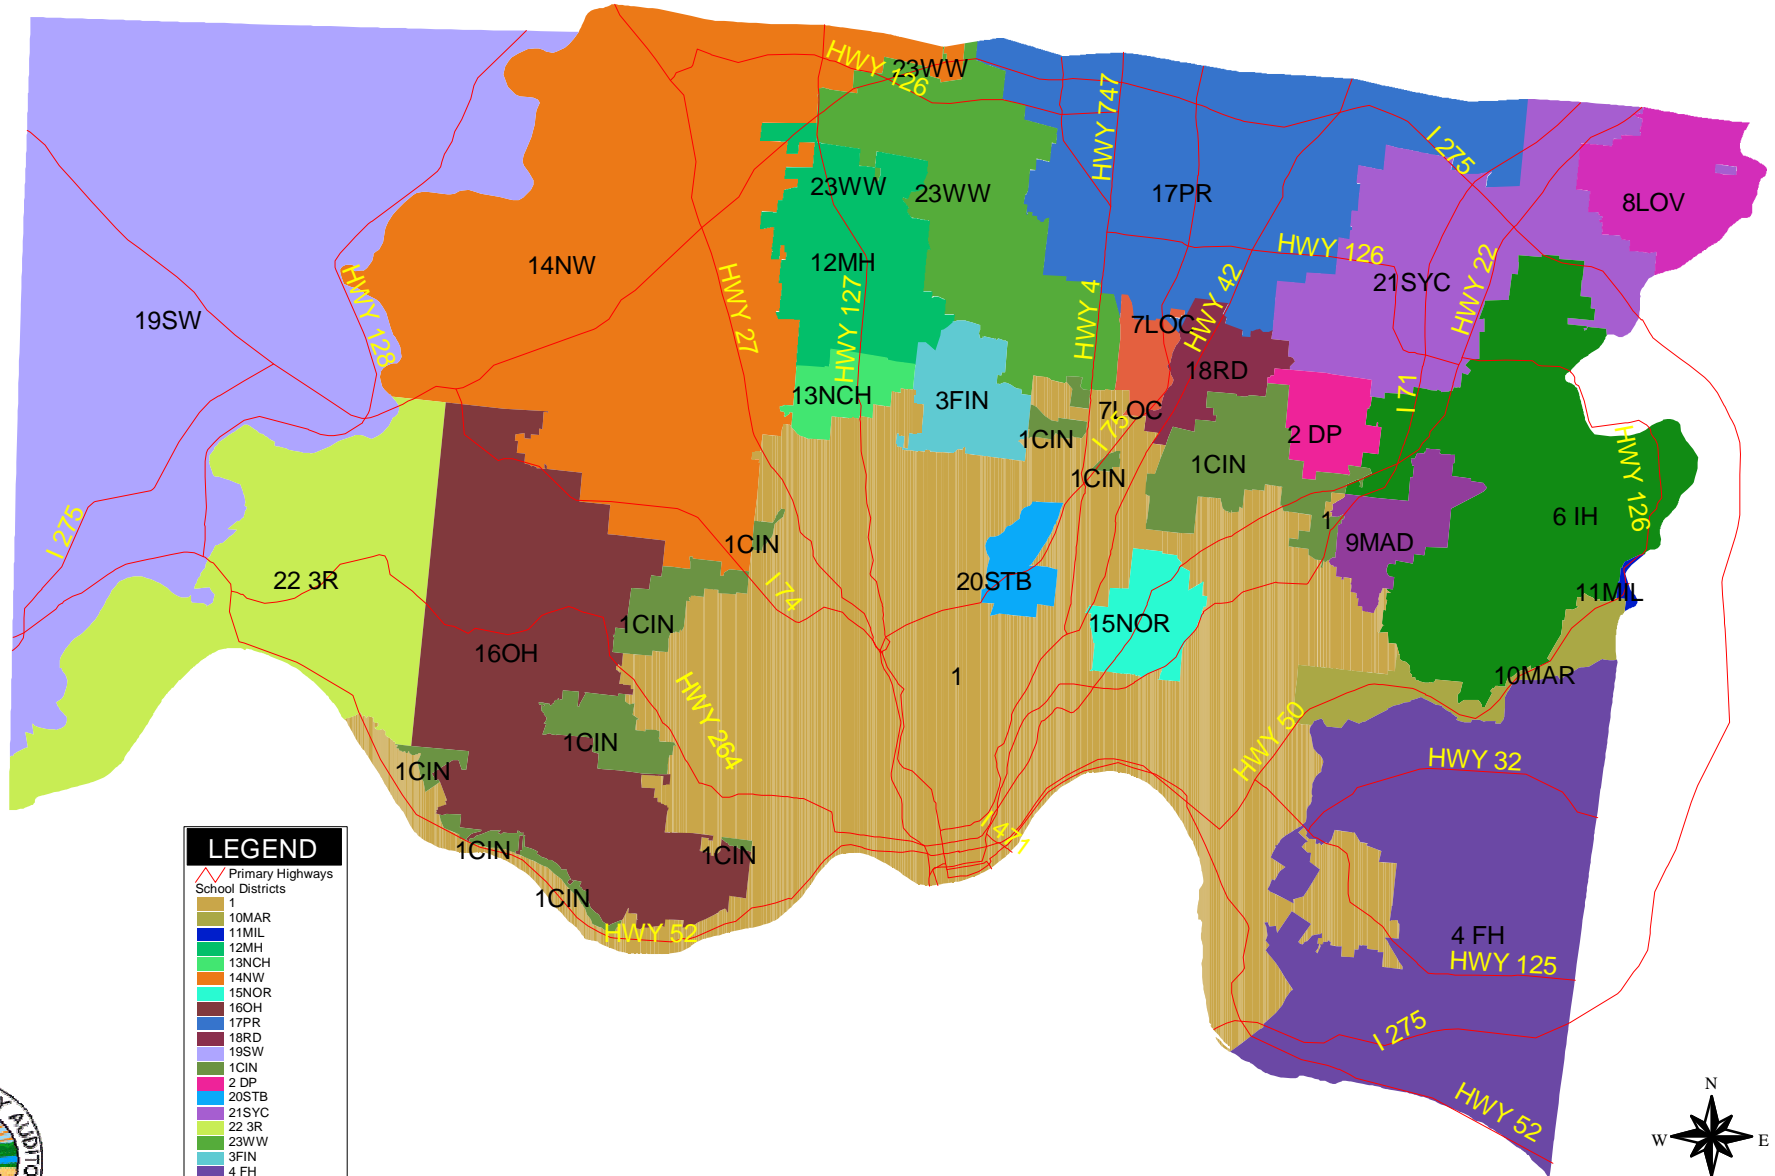 23WW
HWY 126
HWY 747
I 275
23WW
23WW
17PR
8LOV
HWY 126
14NW
12MH
21SYC
HWY 22
HWY 128
HWY 27
HWY 127
HWY 4
HWY 42
19SW
7LOC
18RD
I 71
13NCH
3FIN
7LOC
I 75
1CIN
2 DP
1CIN
1CIN
HWY 126
I 275
1
6 IH
1CIN
9MAD
22 3R
I 74
20STB
11MIL
1CIN
15NOR
16OH
1
10MAR
HWY 264
HWY 50
1CIN
HWY 32
1CIN
I 471
1CIN
1CIN
1CIN
HWY 52
4 FH
HWY 125
I 275
HWY 52
LEGEND
Primary Highways
School Districts
1
10MAR
11MIL
12MH
13NCH
14NW
15NOR
16OH
17PR
18RD
19SW
1CIN
2 DP
20STB
21SYC
22 3R
23WW
3FIN
4 FH
N
W E